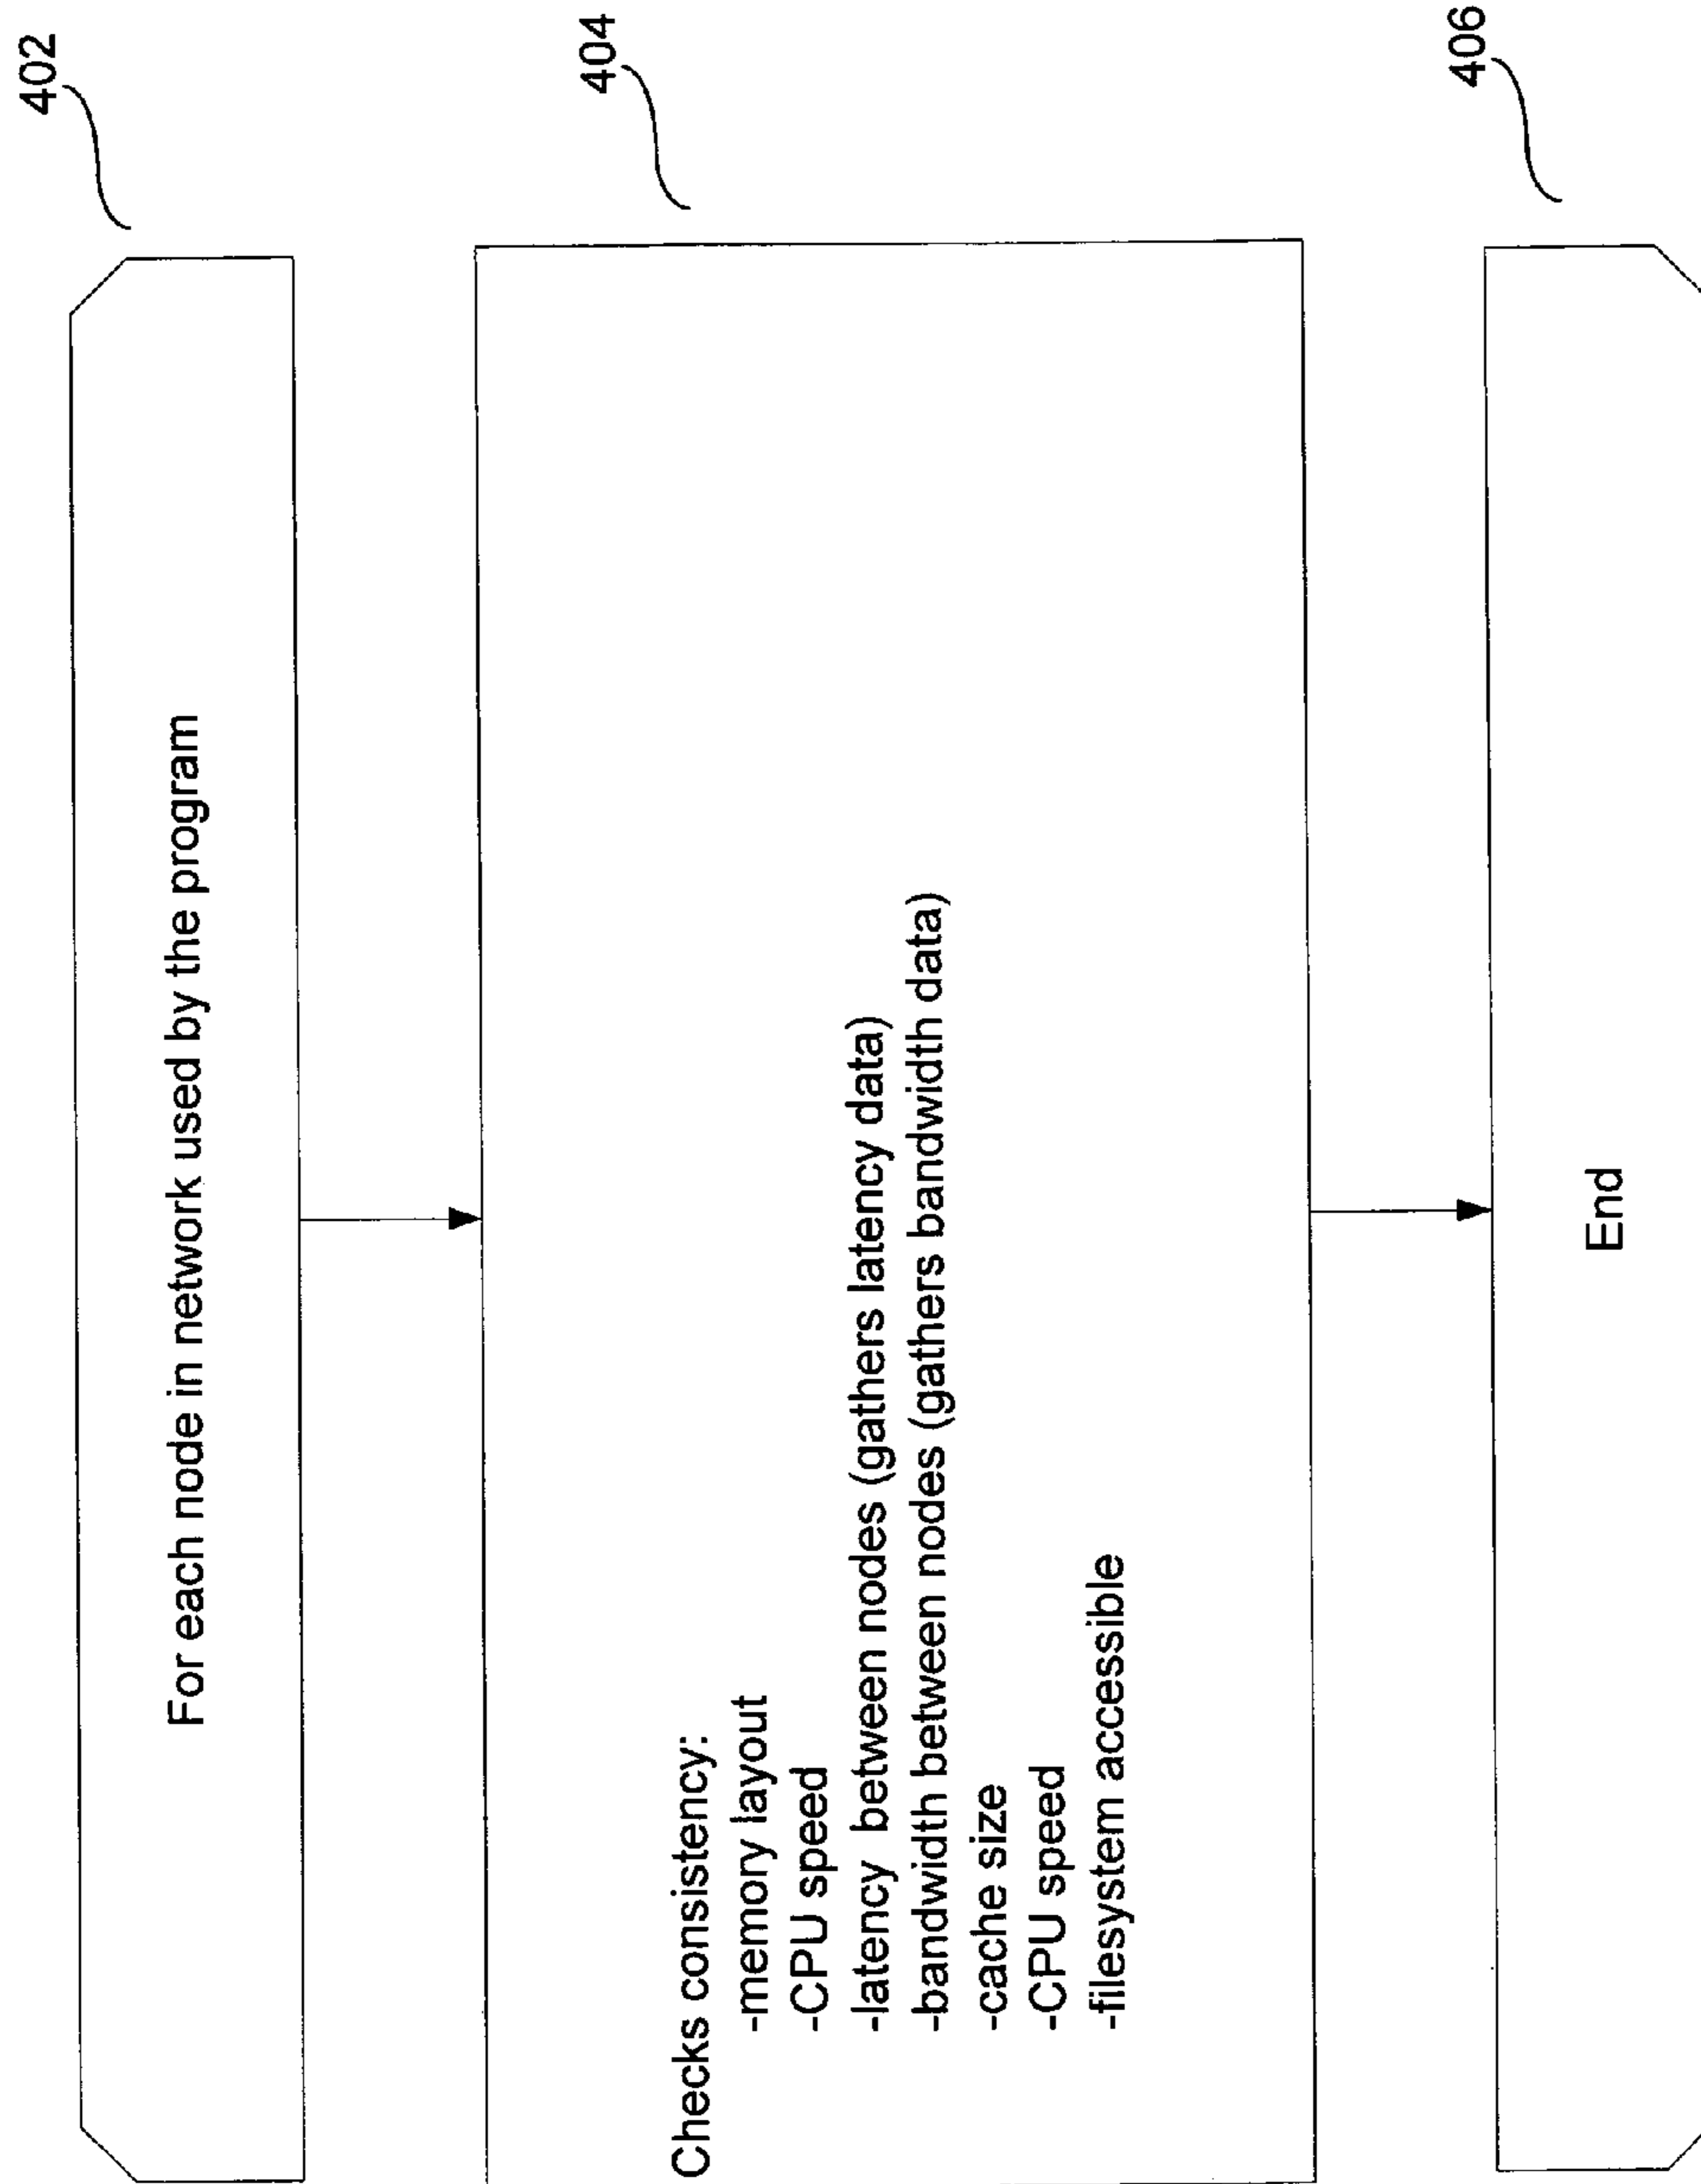 402
For each node in network used by the program
404
Checks consistency:
-memory layout
-CPU speed
-latency between nodes (gathers latency data)
-bandwidth between nodes (gathers bandwidth data)
-cache size
-CPU speed
-filesystem accessible
406
End